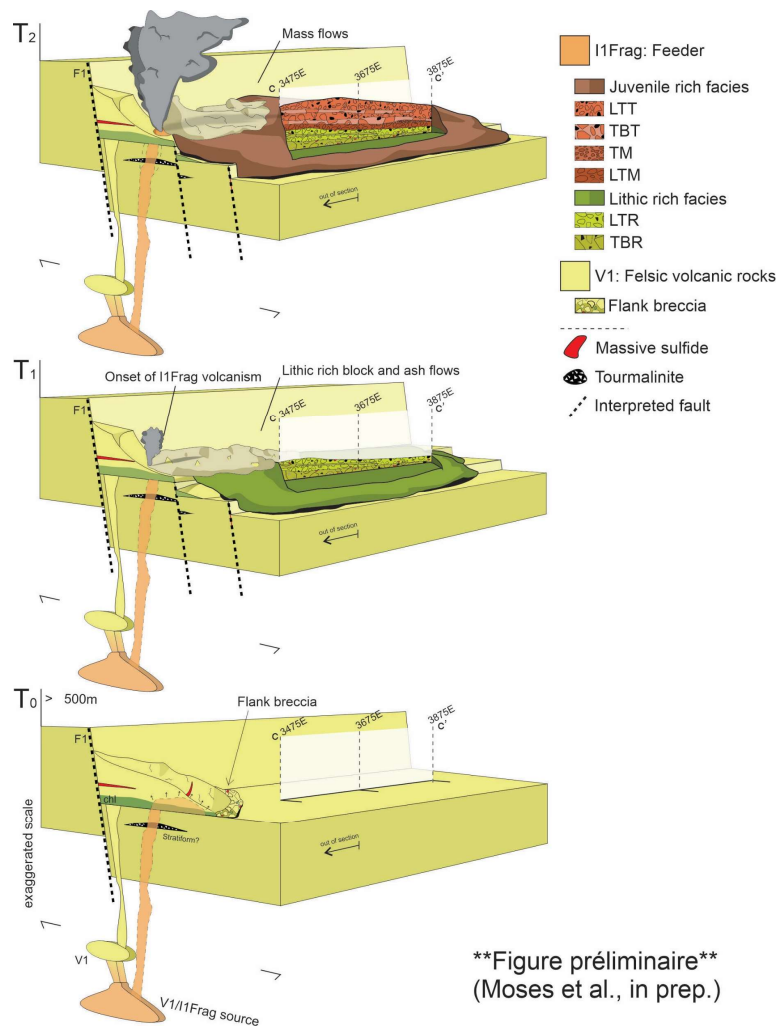 T2
Mass flows
F1
C 3475E
3675E
3875E
C'
out of section
I1Frag: Feeder
Juvenile rich facies
LTT
TBT
TM
LTM
Lithic rich facies
LTR
TBR
V1: Felsic volcanic rocks
Flank breccia
Massive sulfide
Tourmalinite
Interpreted fault
T1
Onset of I1Frag volcanism
Lithic rich block and ash flows
F1
C 3475E
3675E
3875E
C'
out of section
T0
> 500m
Flank breccia
F1
C 3475E
3675E
3875E
C'
chl
Stratiform?
out of section
exaggerated scale
V1
V1/I1Frag source
**Figure préliminaire**
(Moses et al., in prep.)